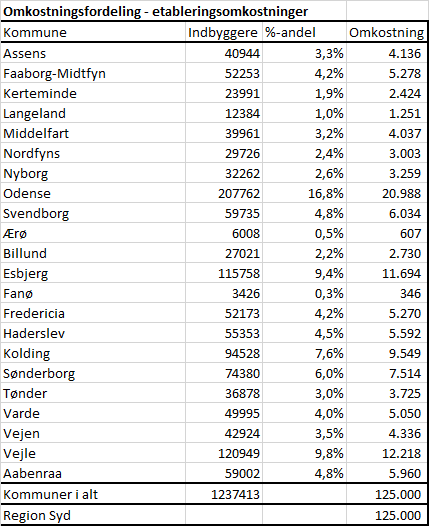 Omkostningsfordeling - etableringsomkostninger
Kommune Indbyggere %-andel Omkostning
Assens 40944 3,3% 4.136
Faaborg-Midtfyn 52253 4,2% 5.278
Kerteminde 23991 1,9% 2.424
Langeland 12384 1,0% 1.251
Middelfart 39961 3,2% 4.037
Nordfyns 29726 2,4% 3.003
Nyborg 32262 2,6% 3.259
Odense 207762 16,8% 20.988
Svendborg 59735 4,8% 6.034
Ærø 6008 0,5% 607
Billund 27021 2,2% 2.730
Esbjerg 115758 9,4% 11.694
Fanø 3426 0,3% 346
Fredericia 52173 4,2% 5.270
Haderslev 55353 4,5% 5.592
Kolding 94528 7,6% 9.549
Sønderborg 74380 6,0% 7.514
Tønder 36878 3,0% 3.725
Varde 49995 4,0% 5.050
Vejen 42924 3,5% 4.336
Vejle 120949 9,8% 12.218
Aabenraa 59002 4,8% 5.960
Kommuner i alt 1237413 125.000
Region Syd 125.000